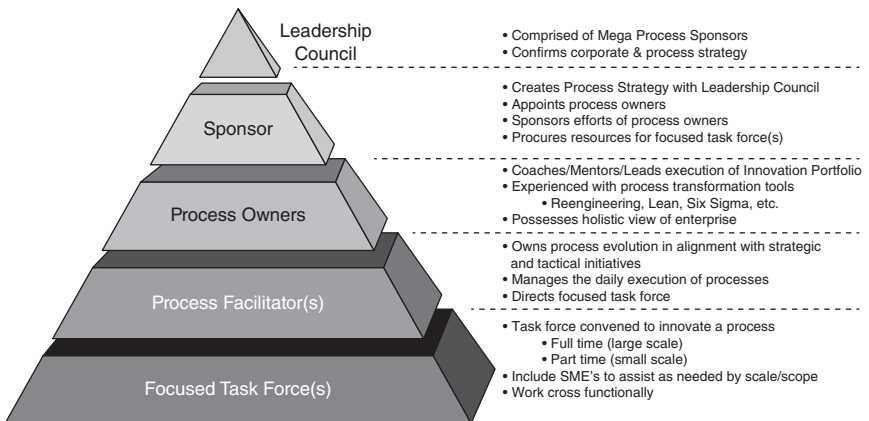 Leadership
Council
• Comprised of Mega Process Sponsors
• Confirms corporate & process strategy
Sponsor
• Creates Process Strategy with Leadership Council
• Appoints process owners
• Sponsors efforts of process owners
• Procures resources for focused task force(s)
Process Owners
• Coaches/Mentors/Leads execution of Innovation Portfolio
• Experienced with process transformation tools
• Reengineering, Lean, Six Sigma, etc.
• Possesses holistic view of enterprise
Process Facilitator(s)
• Owns process evolution in alignment with strategic
and tactical initiatives
• Manages the daily execution of processes
• Directs focused task force
Focused Task Force(s)
• Task force convened to innovate a process
• Full time (large scale)
• Part time (small scale)
• Include SME's to assist as needed by scale/scope
• Work cross functionally